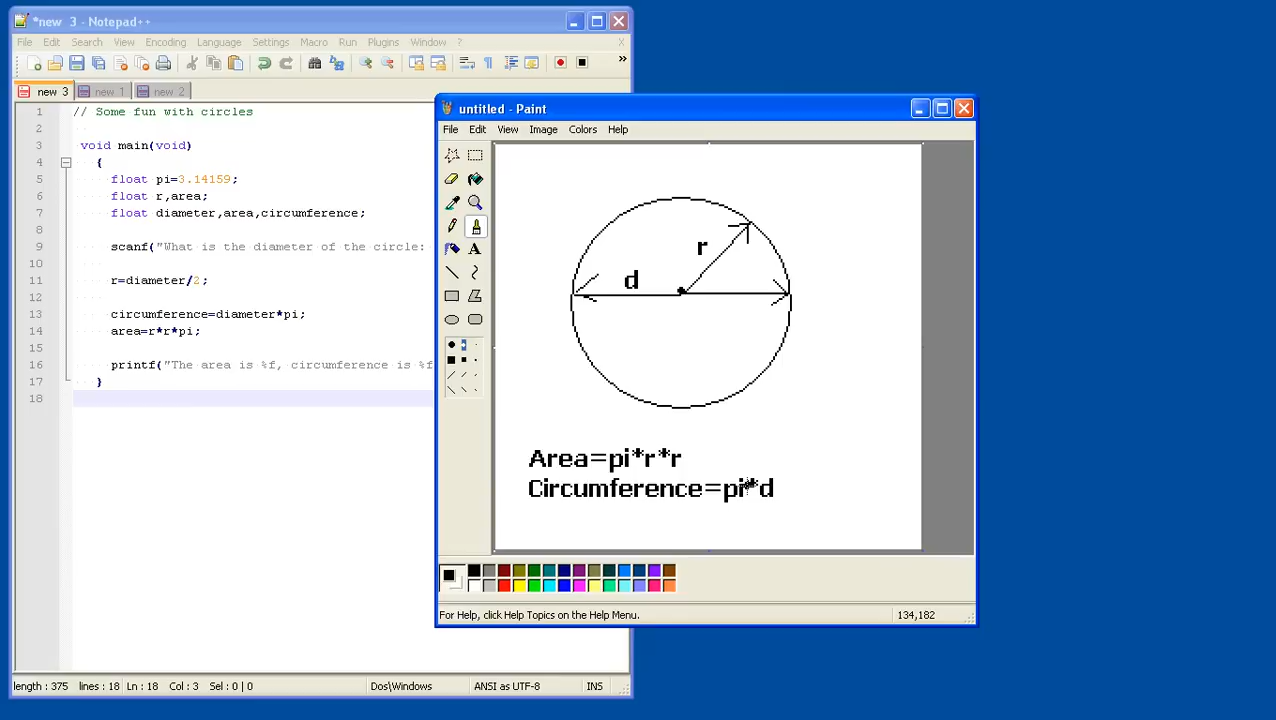 *new  3 - Notepad++
File Edit Search View Encoding Language Settings Macro Run Plugins Window ? X
»
new 3 new 1 new 2
1 // Some fun with circles
2
3 void main(void)
4 {
5 float pi=3.14159;
6 float r,area;
7 float diameter,area,circumference;
8
9 scanf("What is the diameter of the circle:
10
11 r=diameter/2;
12
13 circumference=diameter*pi;
14 area=r*r*pi;
15
16 printf("The area is %f, circumference is %f
17 }
18
length : 375 lines : 18 Ln : 18 Col : 3 Sel : 0 | 0 Dos\Windows ANSI as UTF-8 INS
untitled - Paint
File Edit View Image Colors Help
A
r
d
Area=pi*r*r
Circumference=pi*d
For Help, click Help Topics on the Help Menu. 134,182